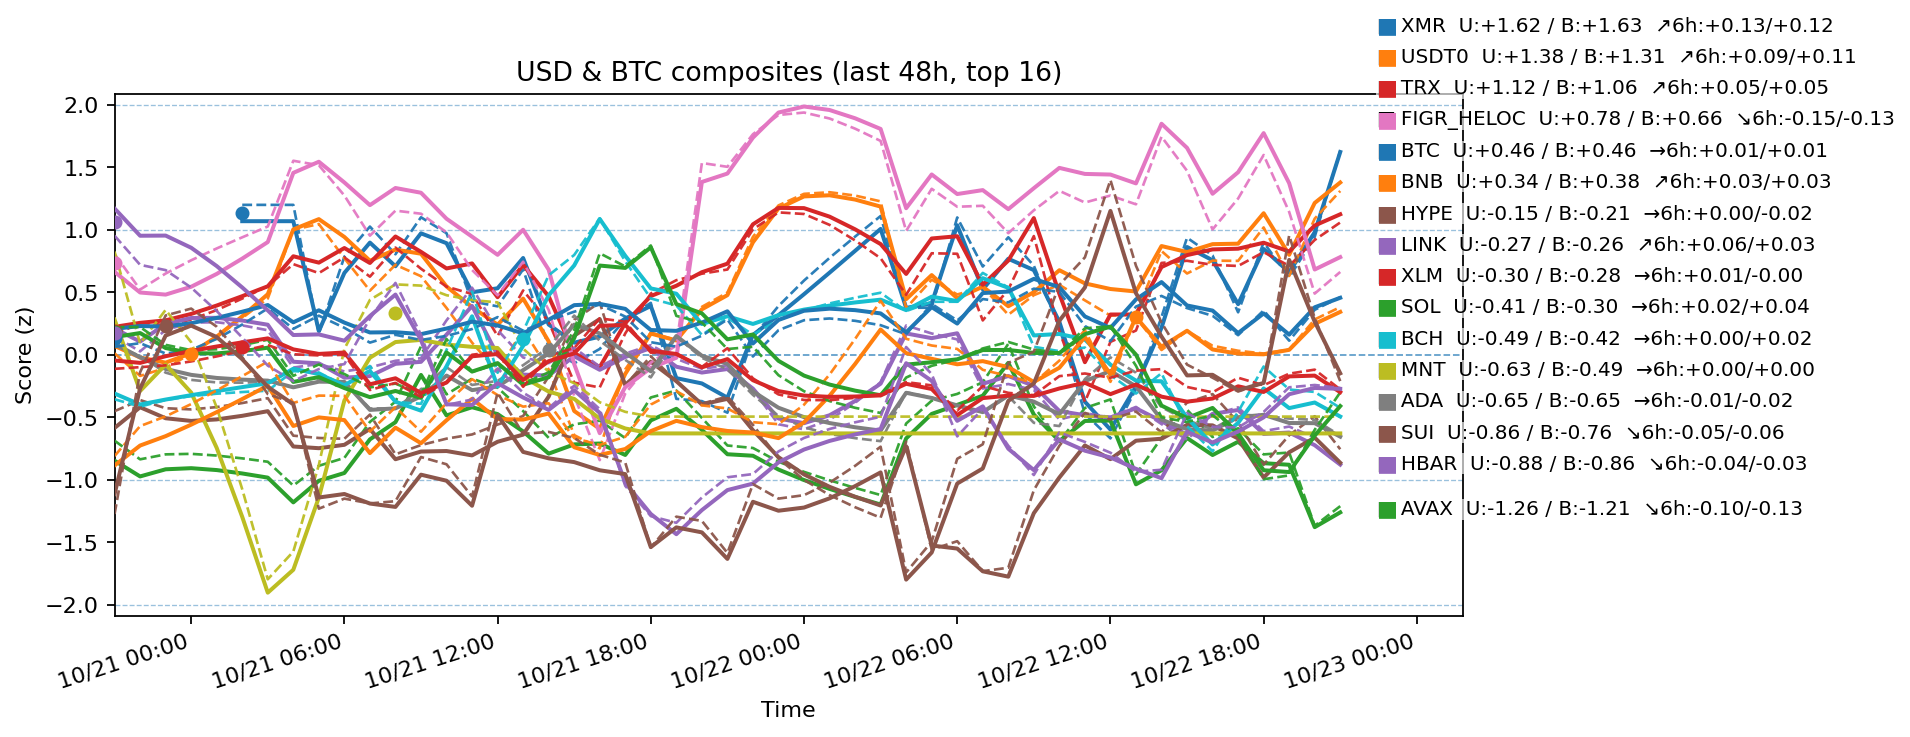 XMR  U:+1.62 / B:+1.63  ↗6h:+0.13/+0.12
USDT0  U:+1.38 / B:+1.31  ↗6h:+0.09/+0.11
TRX  U:+1.12 / B:+1.06  ↗6h:+0.05/+0.05
FIGR_HELOC  U:+0.78 / B:+0.66  ↘6h:-0.15/-0.13
BTC  U:+0.46 / B:+0.46  →6h:+0.01/+0.01
BNB  U:+0.34 / B:+0.38  ↗6h:+0.03/+0.03
HYPE  U:-0.15 / B:-0.21  →6h:+0.00/-0.02
LINK  U:-0.27 / B:-0.26  ↗6h:+0.06/+0.03
XLM  U:-0.30 / B:-0.28  →6h:+0.01/-0.00
SOL  U:-0.41 / B:-0.30  →6h:+0.02/+0.04
BCH  U:-0.49 / B:-0.42  →6h:+0.00/+0.02
MNT  U:-0.63 / B:-0.49  →6h:+0.00/+0.00
ADA  U:-0.65 / B:-0.65  →6h:-0.01/-0.02
SUI  U:-0.86 / B:-0.76  ↘6h:-0.05/-0.06
HBAR  U:-0.88 / B:-0.86  ↘6h:-0.04/-0.03
AVAX  U:-1.26 / B:-1.21  ↘6h:-0.10/-0.13
USD & BTC composites (last 48h, top 16)
Score (z)
2.0
1.5
1.0
0.5
0.0
−0.5
−1.0
−1.5
−2.0
10/21 00:00
10/21 06:00
10/21 12:00
10/21 18:00
10/22 00:00
10/22 06:00
10/22 12:00
10/22 18:00
10/23 00:00
Time